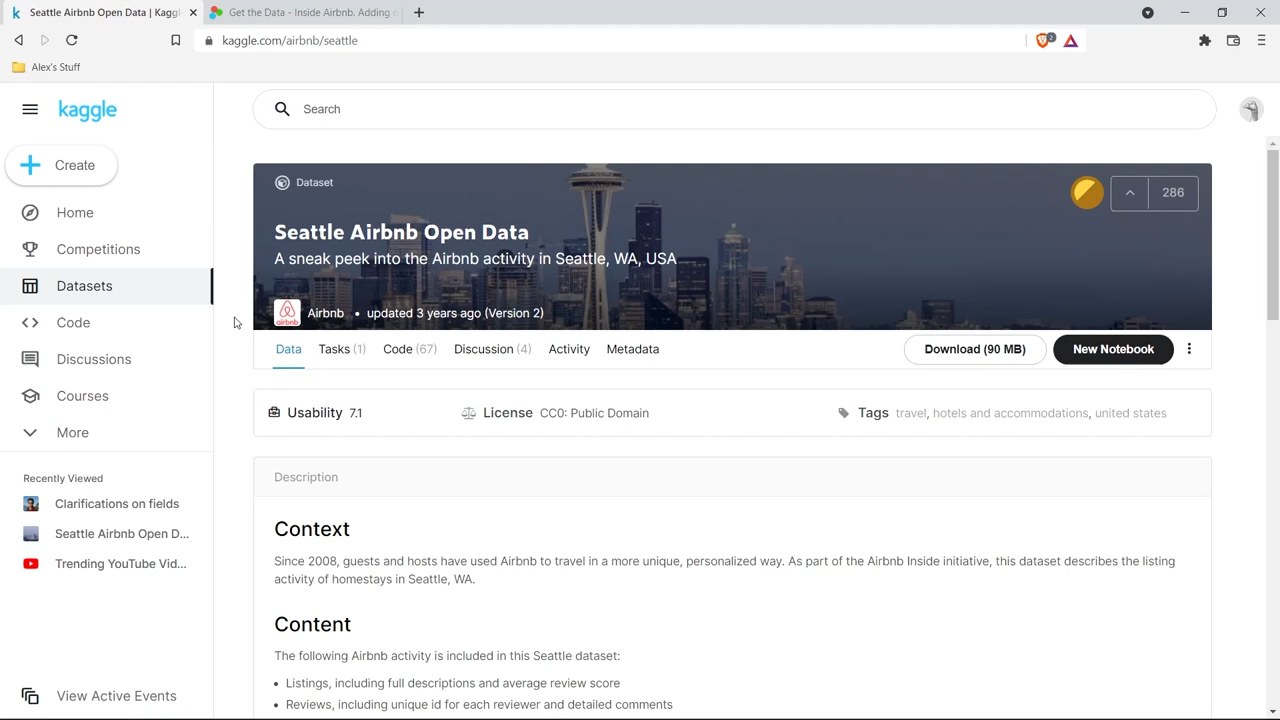 Seattle Airbnb Open Data | Kaggl
Get the Data - Inside Airbnb. Adding
kaggle.com/airbnb/seattle
2
Alex's Stuff
kaggle
Search
Create
Home
Competitions
Datasets
Code
Discussions
Courses
More
Recently Viewed
Clarifications on fields
Seattle Airbnb Open D...
Trending YouTube Vid...
View Active Events
Dataset
286
Seattle Airbnb Open Data
A sneak peek into the Airbnb activity in Seattle, WA, USA
airbnb
Airbnb • updated 3 years ago (Version 2)
Data Tasks (1) Code (67) Discussion (4) Activity Metadata Download (90 MB) New Notebook
Usability 7.1 License CC0: Public Domain Tags travel, hotels and accommodations, united states
Description
Context
Since 2008, guests and hosts have used Airbnb to travel in a more unique, personalized way. As part of the Airbnb Inside initiative, this dataset describes the listing
activity of homestays in Seattle, WA.
Content
The following Airbnb activity is included in this Seattle dataset:
• Listings, including full descriptions and average review score
• Reviews, including unique id for each reviewer and detailed comments